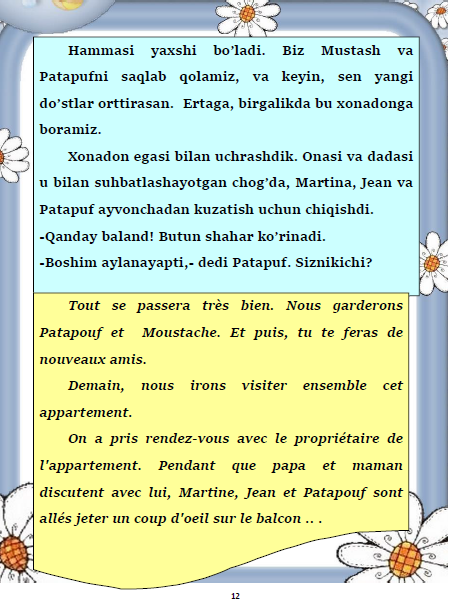 Hammasi yaxshi bo’ladi. Biz Mustash va
Patapufni saqlab qolamiz, va keyin, sen yangi
do’stlar orttirasan. Ertaga, birgalikda bu xonadonga
boramiz.
Xonadon egasi bilan uchrashdik. Onasi va dadasi
u bilan suhbatlashayotgan chog’da, Martina, Jean va
Patapuf ayvonchadan kuzatish uchun chiqishdi.
-Qanday baland! Butun shahar ko’rinadi.
-Boshim aylanayapti,- dedi Patapuf. Siznikichi?
Tout se passera très bien. Nous garderons
Patapouf et Moustache. Et puis, tu te feras de
nouveaux amis.
Demain, nous irons visiter ensemble cet
appartement.
On a pris rendez-vous avec le propriétaire de
l'appartement. Pendant que papa et maman
discutent avec lui, Martine, Jean et Patapouf sont
allés jeter un coup d'oeil sur le balcon .. .
12